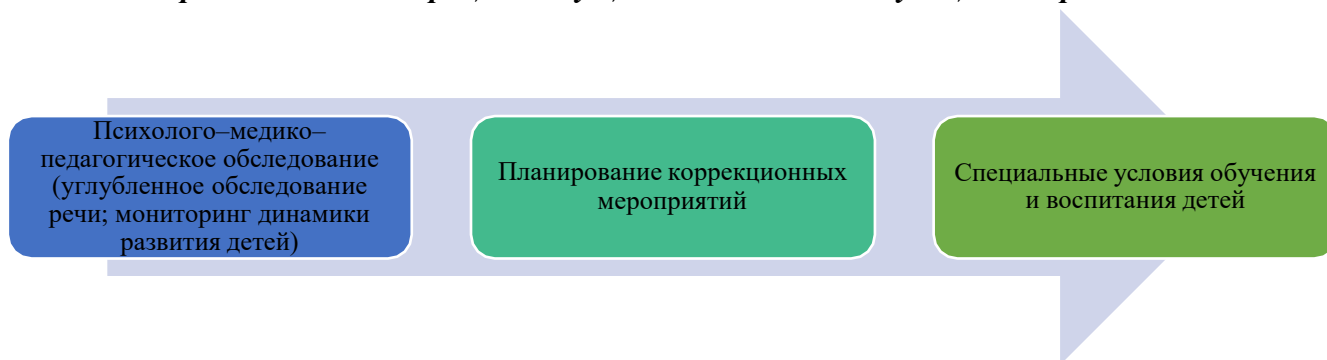 Психолого–медико–
педагогическое обследование
(углубленное обследование
речи; мониторинг динамики
развития детей)
Планирование коррекционных
мероприятий
Специальные условия обучения
и воспитания детей